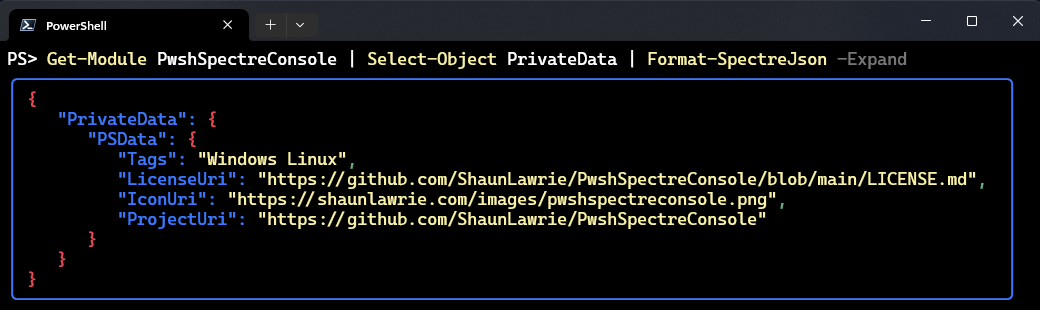 PowerShell
PS> Get-Module PwshSpectreConsole | Select-Object PrivateData | Format-SpectreJson -Expand
{
"PrivateData": {
"PSData": {
"Tags": "Windows Linux",
"LicenseUri": "https://github.com/ShaunLawrie/PwshSpectreConsole/blob/main/LICENSE.md",
"IconUri": "https://shaunlawrie.com/images/pwshspectreconsole.png",
"ProjectUri": "https://github.com/ShaunLawrie/PwshSpectreConsole"
}
}
}